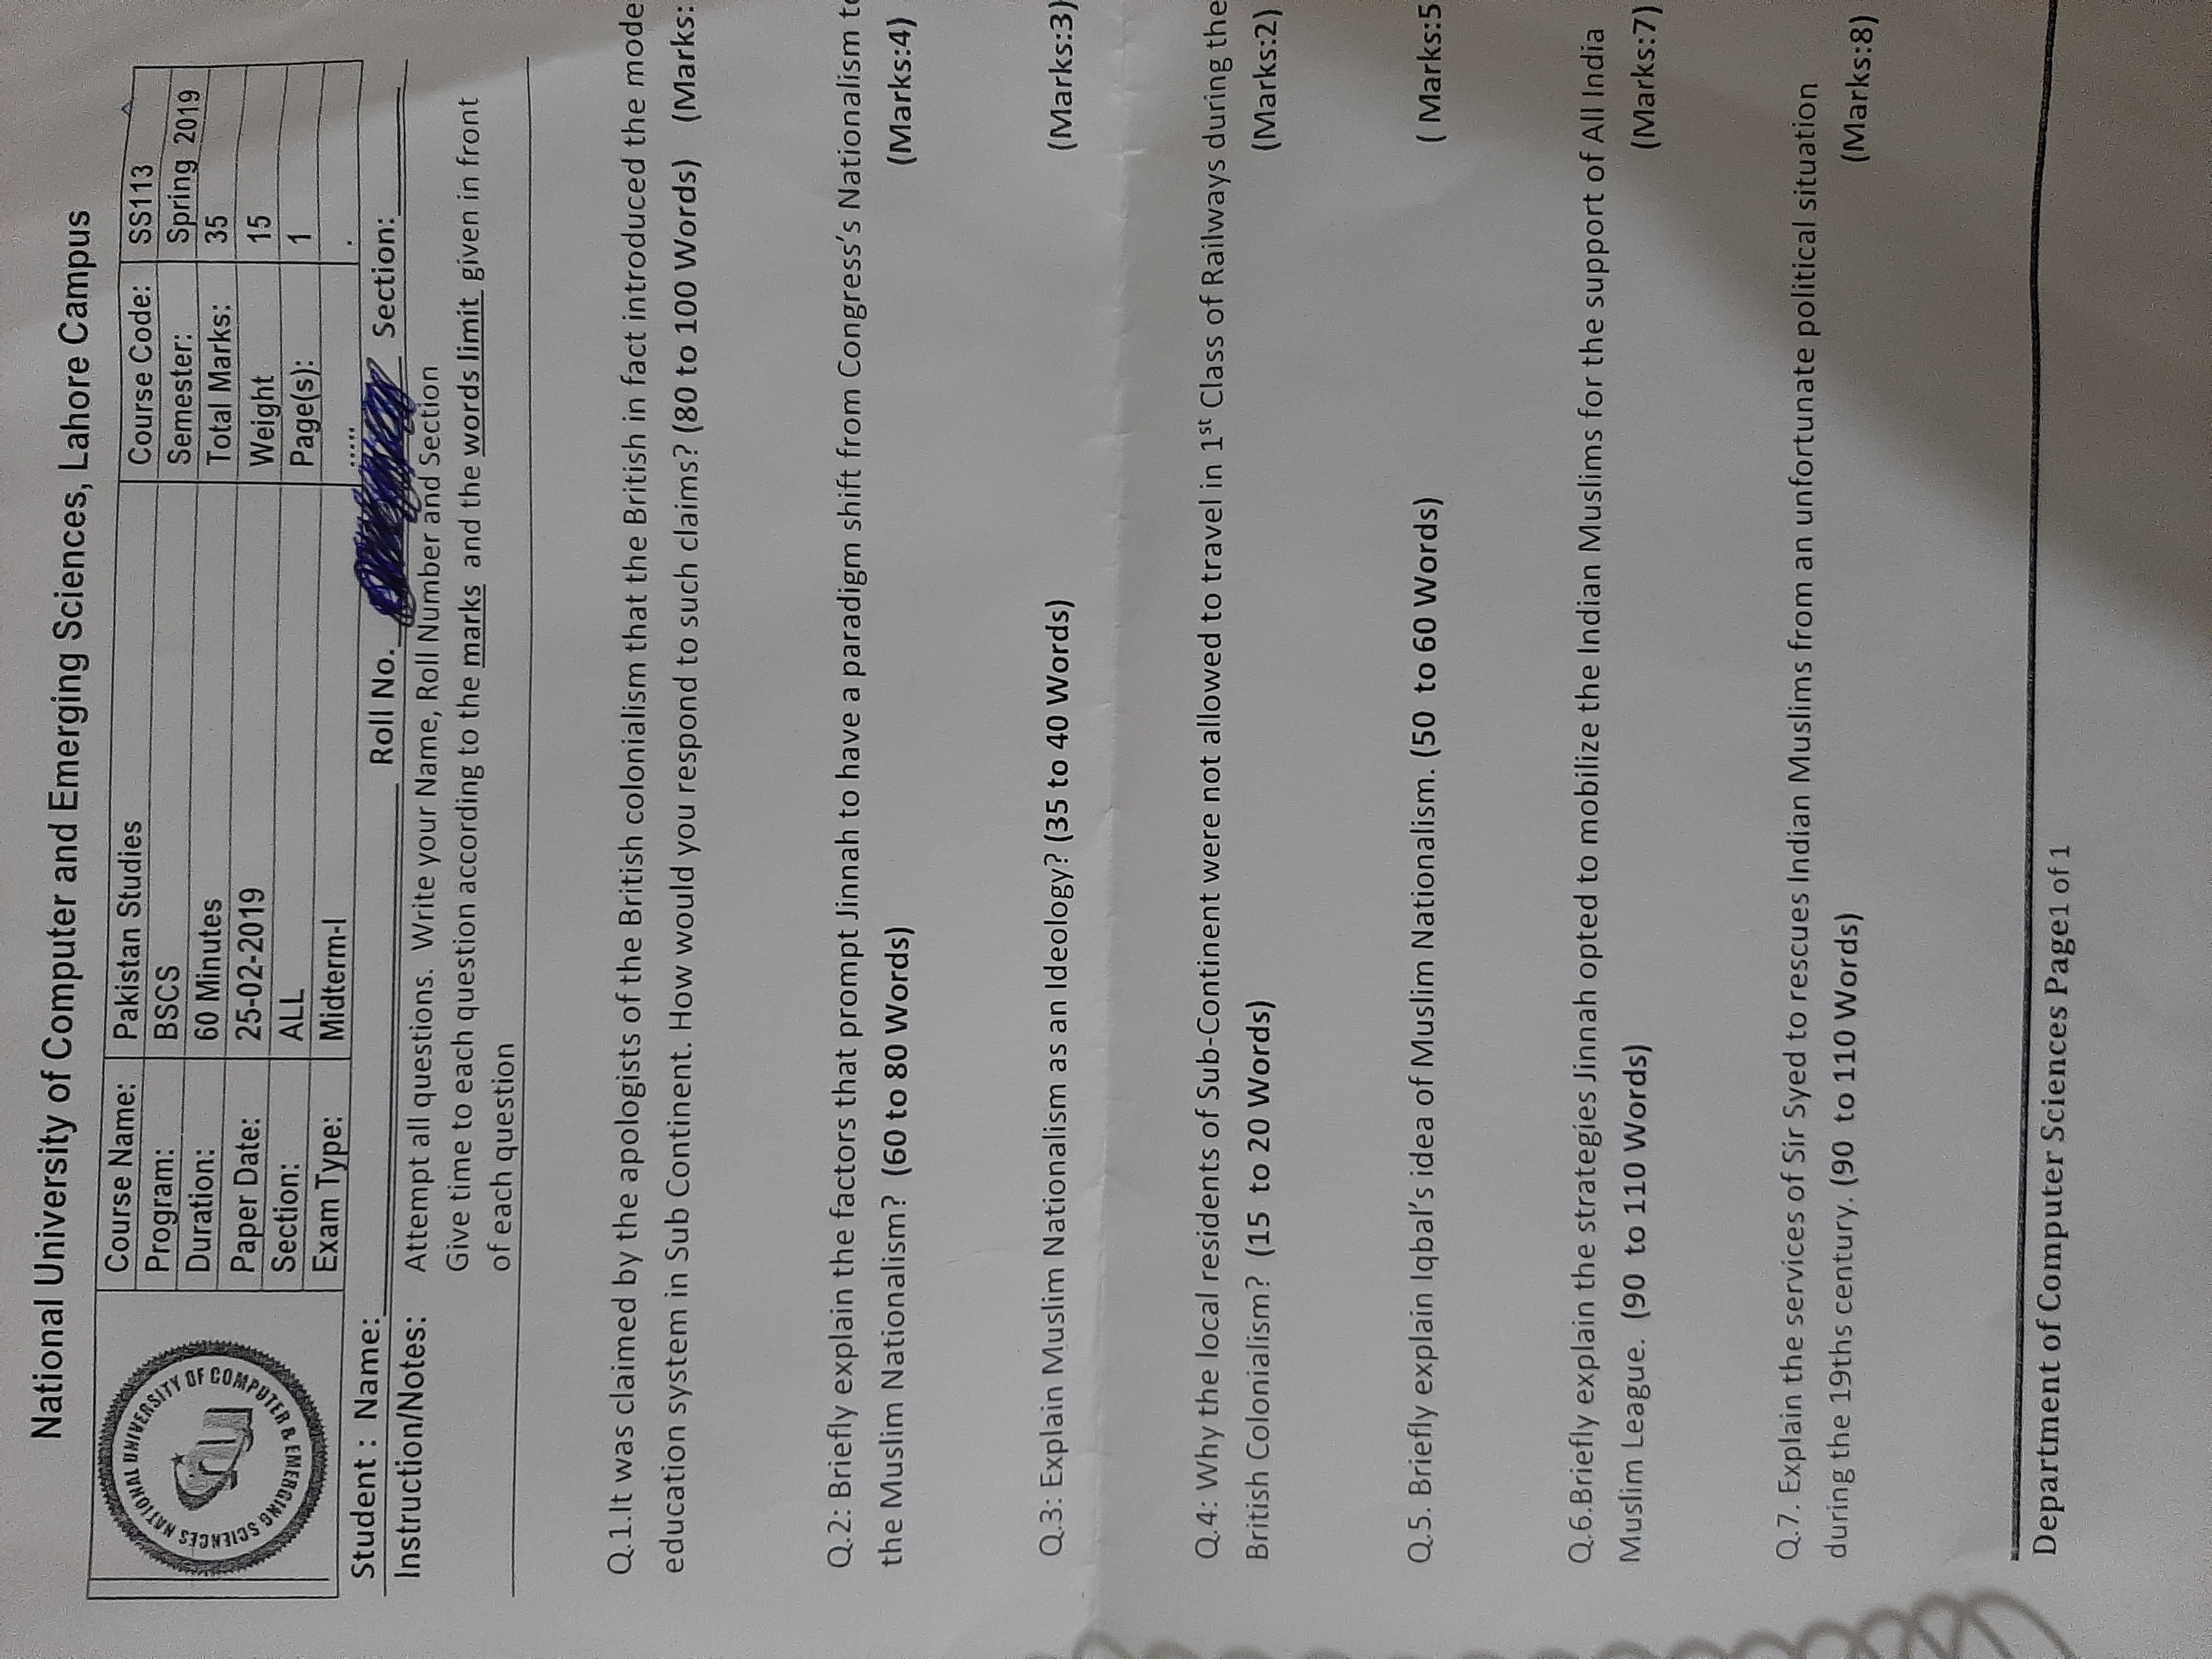 National University of Computer and Emerging Sciences, Lahore Campus
NATIONAL UNIVERSITY OF COMPUTER & EMERGING SCIENCES
Course Name: Pakistan Studies Course Code: SS113
Program: BSCS Semester: Spring 2019
Duration: 60 Minutes Total Marks: 35
Paper Date: 25-02-2019 Weight 15
Section: ALL Page(s): 1
Exam Type: Midterm-I ..... .
Student : Name: Roll No. Section:
Instruction/Notes: Attempt all questions. Write your Name, Roll Number and Section
Give time to each question according to the marks and the words limit given in front
of each question
Q.1.It was claimed by the apologists of the British colonialism that the British in fact introduced the mode
education system in Sub Continent. How would you respond to such claims? (80 to 100 Words) (Marks:
Q.2: Briefly explain the factors that prompt Jinnah to have a paradigm shift from Congress's Nationalism to
the Muslim Nationalism? (60 to 80 Words) (Marks:4)
Q.3: Explain Muslim Nationalism as an Ideology? (35 to 40 Words) (Marks:3)
Q.4: Why the local residents of Sub-Continent were not allowed to travel in 1st Class of Railways during the
British Colonialism? (15 to 20 Words) (Marks:2)
Q.5. Briefly explain Iqbal's idea of Muslim Nationalism. (50 to 60 Words) ( Marks:5
Q.6.Briefly explain the strategies Jinnah opted to mobilize the Indian Muslims for the support of All India
Muslim League. (90 to 110 Words) (Marks:7)
Q.7. Explain the services of Sir Syed to rescues Indian Muslims from an unfortunate political situation
during the 19ths century. (90 to 110 Words) (Marks:8)
Department of Computer Sciences Page1 of 1